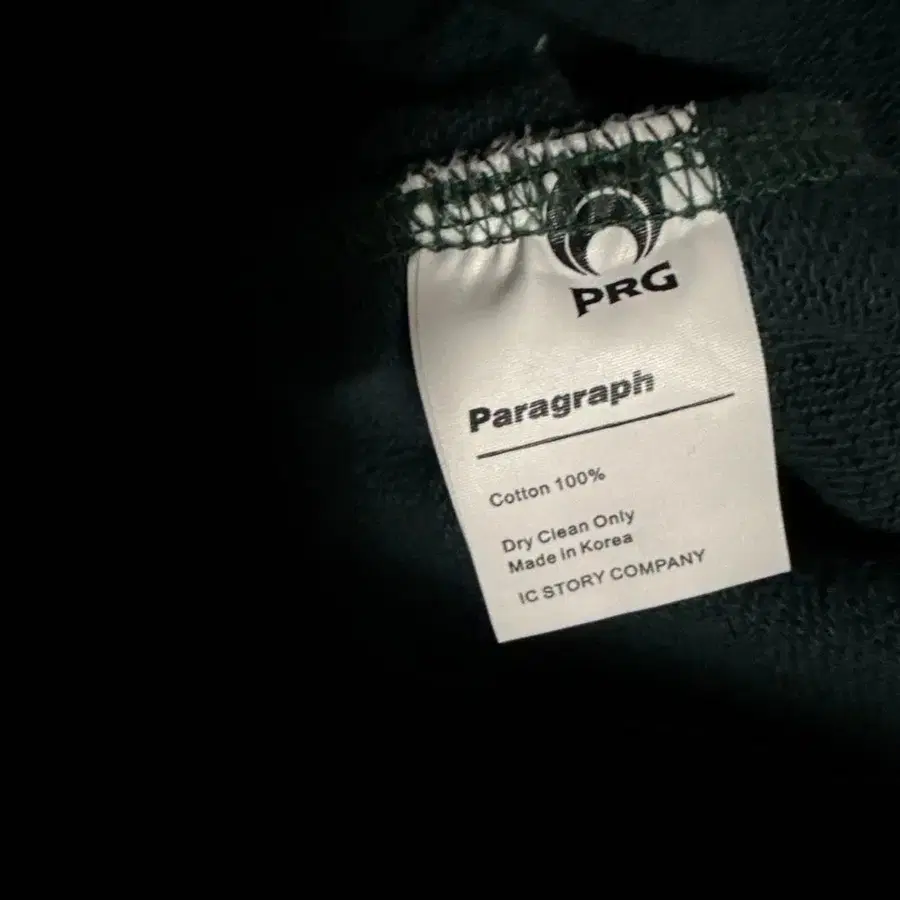 PRG
Paragraph
Cotton 100%
Dry Clean Only
Made in Korea
IC STORY COMPANY